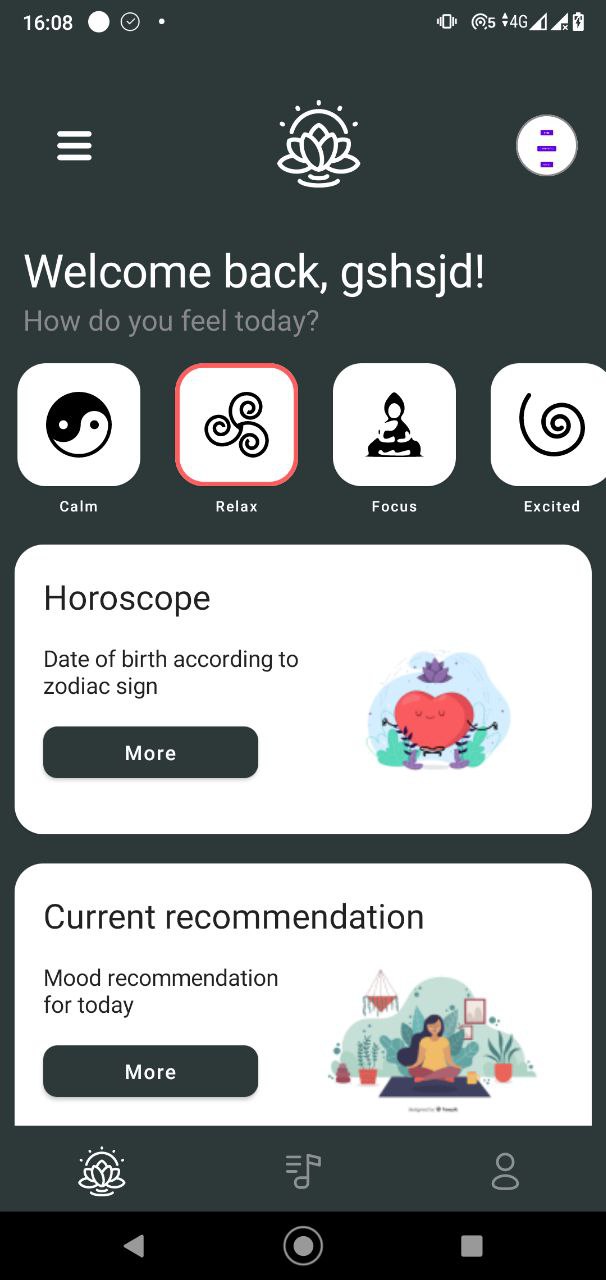 16:08
5 4G
Welcome back, gshsjd!
How do you feel today?
Calm Relax Focus Excited
Horoscope
Date of birth according to
zodiac sign
More
Current recommendation
Mood recommendation
for today
More